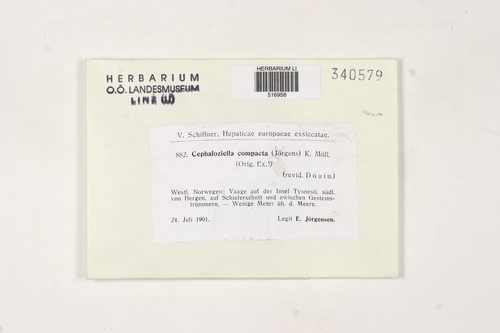 HERBARIUM
O.Ö. LANDESMUSEUM
LINZ (LI)
HERBARIUM LI
516958
340579
V. Schiffner, Hepaticae europaeae exsiccatae.
882. Cephaloziella compacta (Jörgens) K. Müll.
(Orig. Ex.!)
(revid. Douin.)
Westl. Norwegen: Vaage auf der Insel Tysnesö, südl.
von Bergen, auf Schieferschutt und zwischen Gesteins-
trümmern. — Wenige Meter üb. d. Meere.
24. Juli 1901. Legit E. Jörgensen.